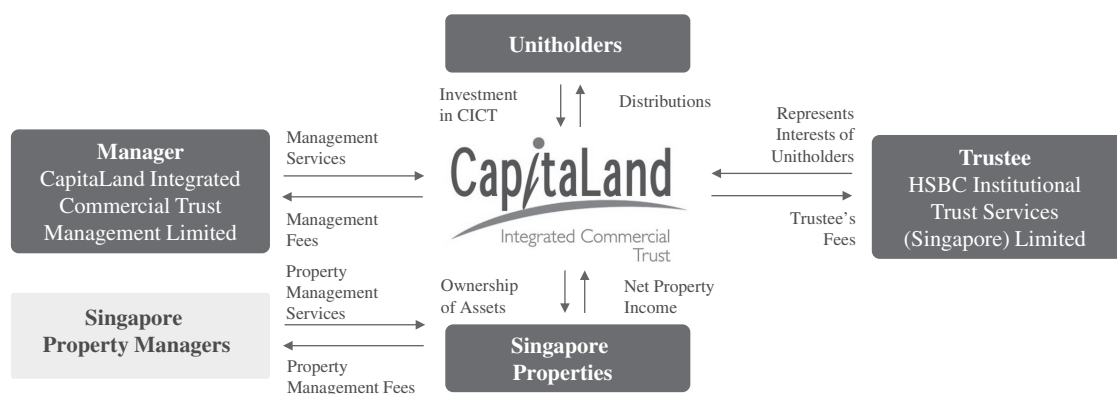 Unitholders
Investment
in CICT
Distributions
Represents
Interests of
Unitholders
Manager
CapitaLand Integrated
Commercial Trust
Management Limited
Management
Services
Management
Fees
CapitaLand
Integrated Commercial
Trust
Trustee
HSBC Institutional
Trust Services
(Singapore) Limited
Trustee’s
Fees
Singapore
Property Managers
Property
Management
Services
Property
Management Fees
Ownership
of Assets
Net Property
Income
Singapore
Properties